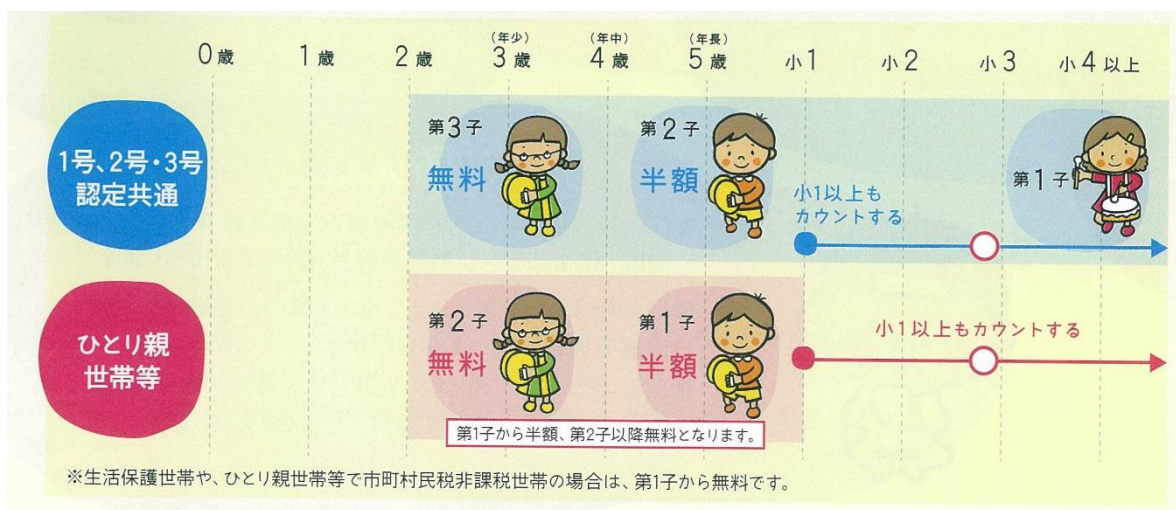 0歳 1歳 2歳 (年少) 3歳 (年中) 4歳 (年長) 5歳 小1 小2 小3 小4以上
1号、2号・3号
認定共通
第3子
無料
第2子
半額
小1以上も
カウントする
第1子
ひとり親
世帯等
第2子
無料
第1子
半額
小1以上もカウントする
第1子から半額、第2子以降無料となります。
※生活保護世帯や、ひとり親世帯等で市町村民税非課税世帯の場合は、第1子から無料です。